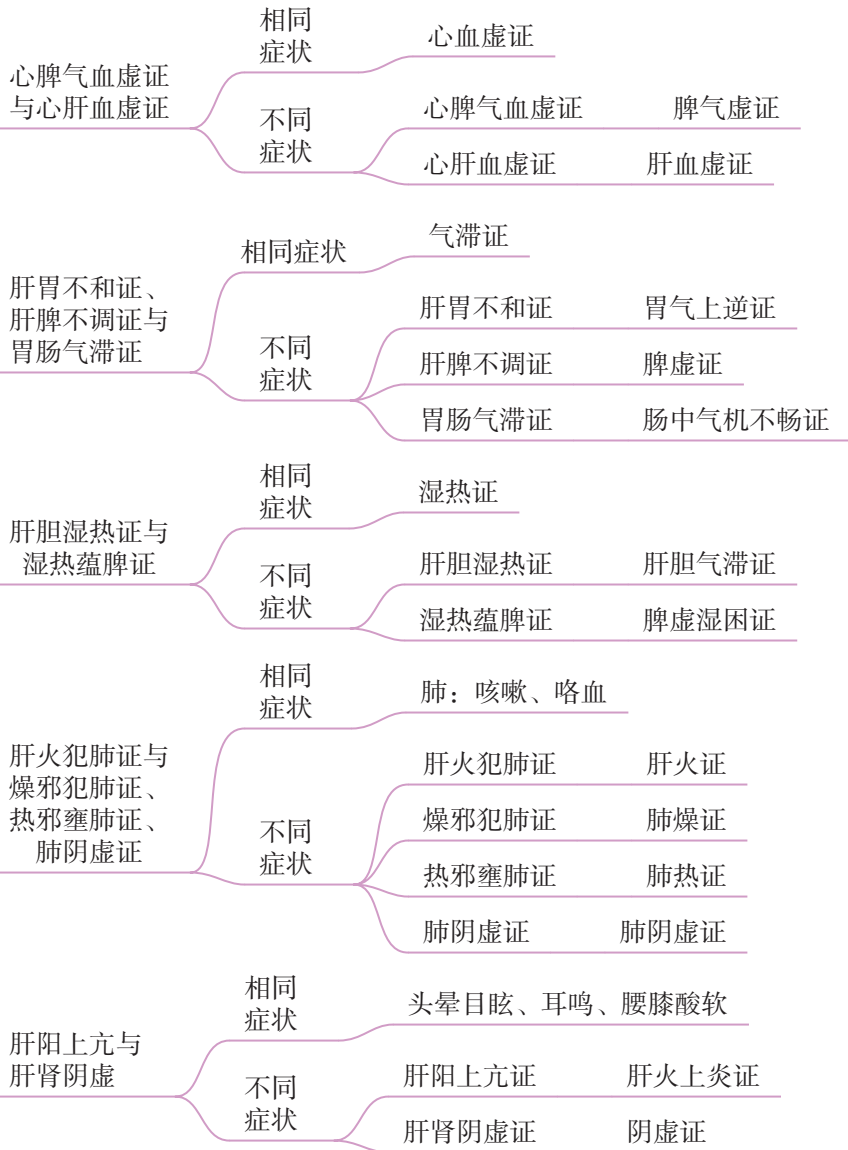 心脾气血虚证
与心肝血虚证
相同
症状
心血虚证
不同
症状
心脾气血虚证 脾气虚证
心肝血虚证 肝血虚证
肝胃不和证、
肝脾不调证与
胃肠气滞证
相同症状
气滞证
不同
症状
肝胃不和证 胃气上逆证
肝脾不调证 脾虚证
胃肠气滞证 肠中气机不畅证
肝胆湿热证与
湿热蕴脾证
相同
症状
湿热证
不同
症状
肝胆湿热证 肝胆气滞证
湿热蕴脾证 脾虚湿困证
肝火犯肺证与
燥邪犯肺证、
热邪壅肺证、
肺阴虚证
相同
症状
肺：咳嗽、咯血
不同
症状
肝火犯肺证 肝火证
燥邪犯肺证 肺燥证
热邪壅肺证 肺热证
肺阴虚证 肺阴虚证
肝阳上亢与
肝肾阴虚
相同
症状
头晕目眩、耳鸣、腰膝酸软
不同
症状
肝阳上亢证 肝火上炎证
肝肾阴虚证 阴虚证